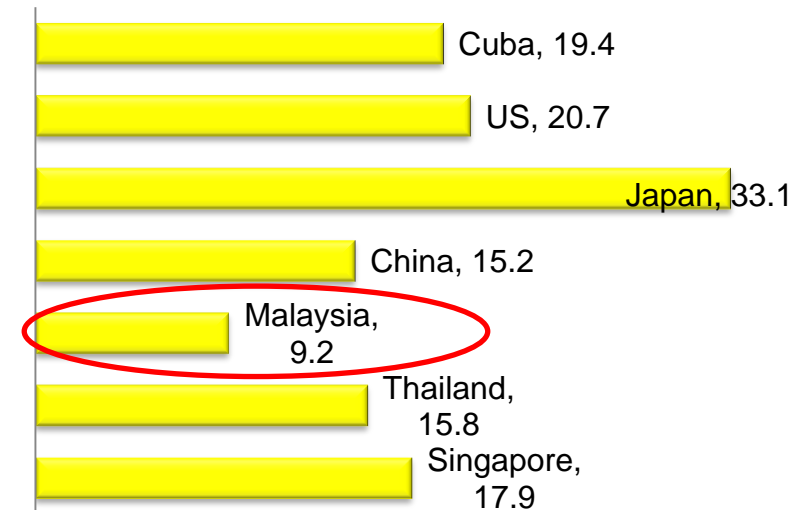 Cuba, 19.4
US, 20.7
Japan, 33.1
China, 15.2
Malaysia,
9.2
Thailand,
15.8
Singapore,
17.9